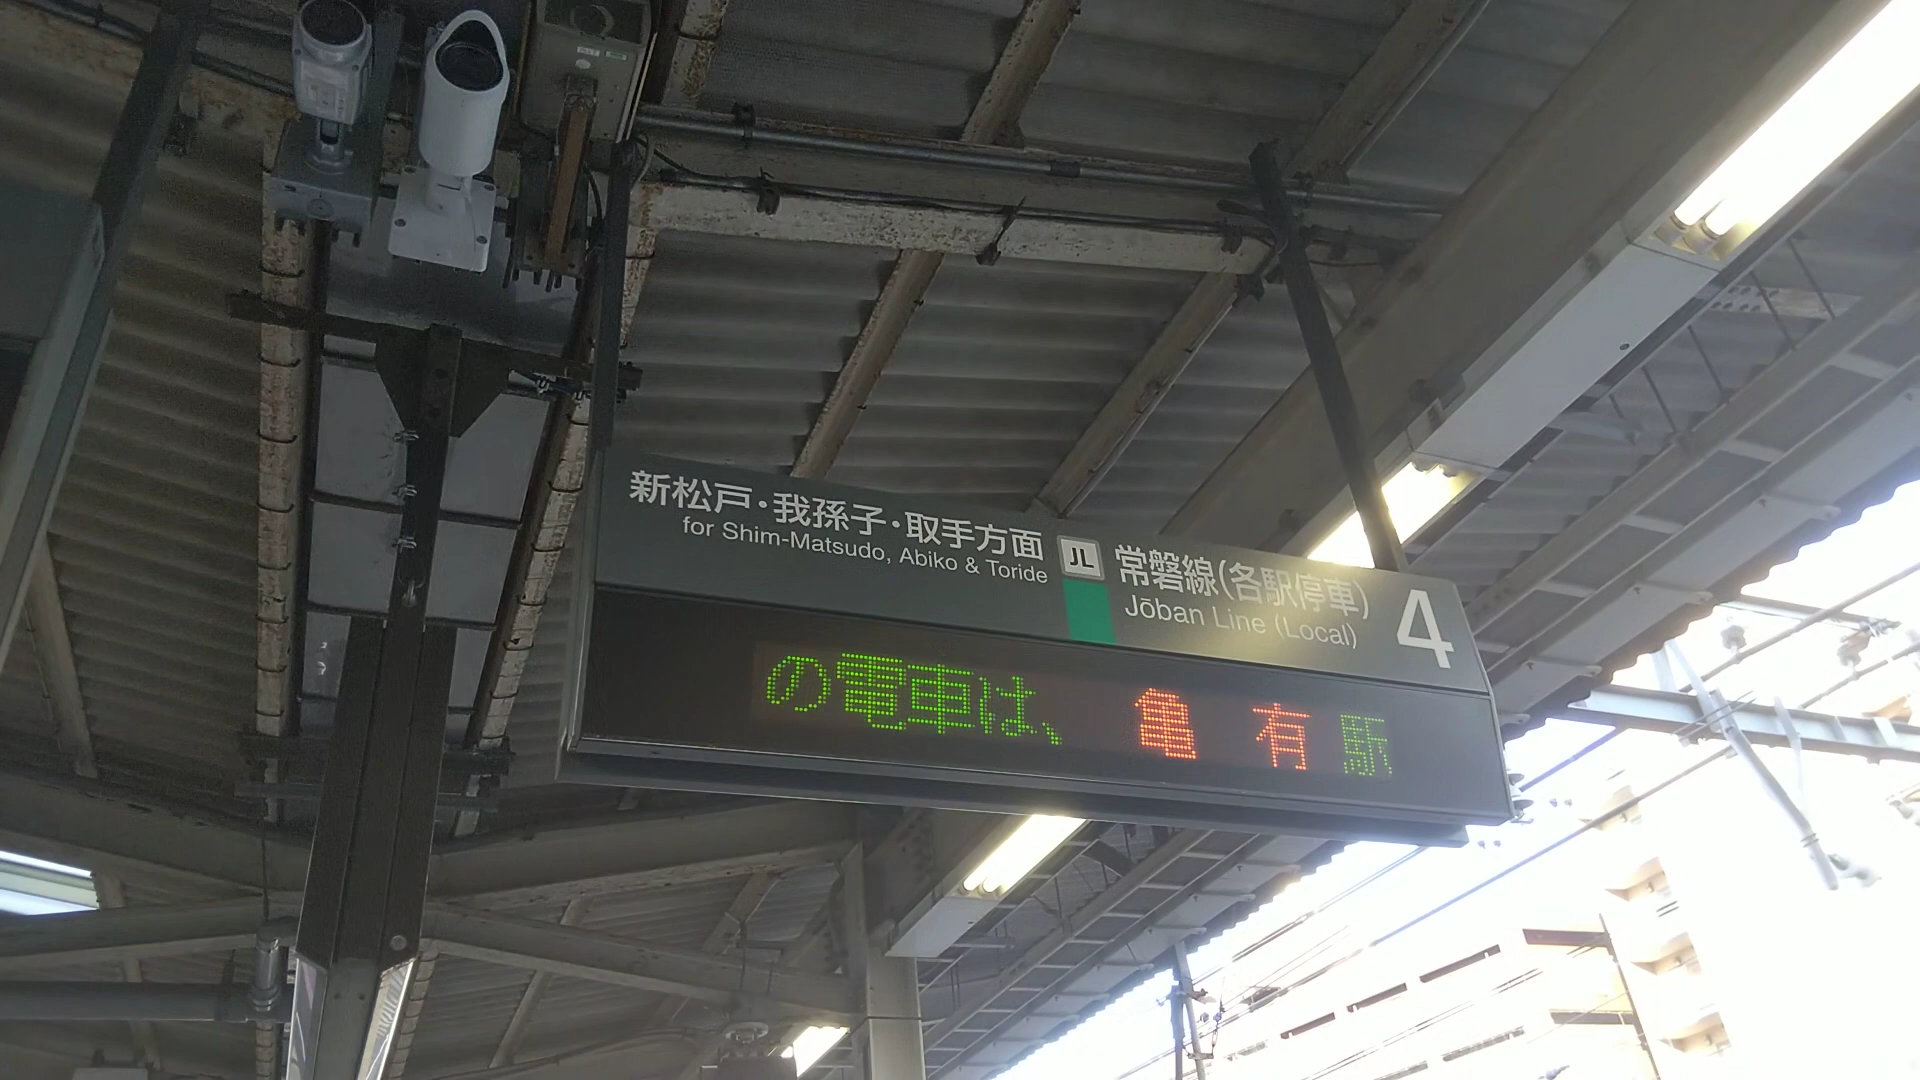 新松戸・我孫子・取手方面
for Shim-Matsudo, Abiko & Toride
JL
常磐線(各駅停車)
Jōban Line (Local)
4
の電車は、 亀 有 駅